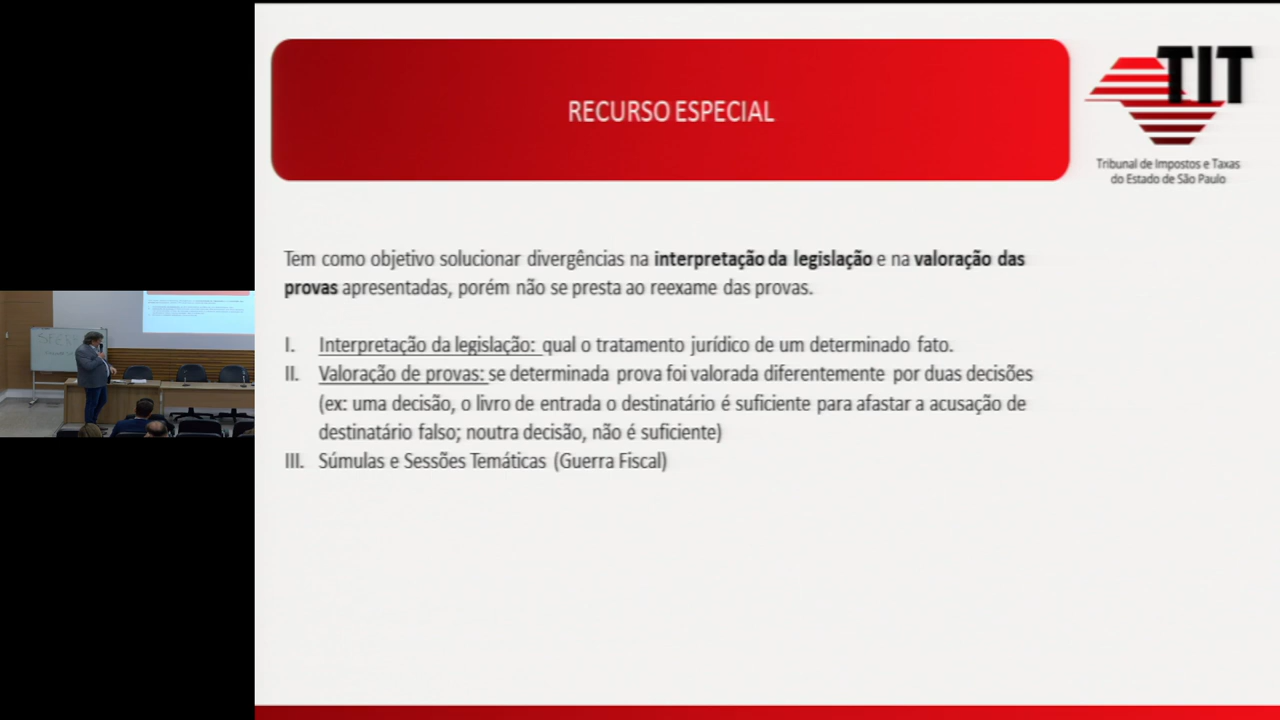 RECURSO ESPECIAL
TIT
Tribunal de Impostos e Taxas
do Estado de São Paulo
Tem como objetivo solucionar divergências na interpretação da legislação e na valoração das
provas apresentadas, porém não se presta ao reexame das provas.
I. Interpretação da legislação: qual o tratamento jurídico de um determinado fato.
II. Valoração de provas: se determinada prova foi valorada diferentemente por duas decisões
(ex: uma decisão, o livro de entrada o destinatário é suficiente para afastar a acusação de
destinatário falso; noutra decisão, não é suficiente)
III. Súmulas e Sessões Temáticas (Guerra Fiscal)